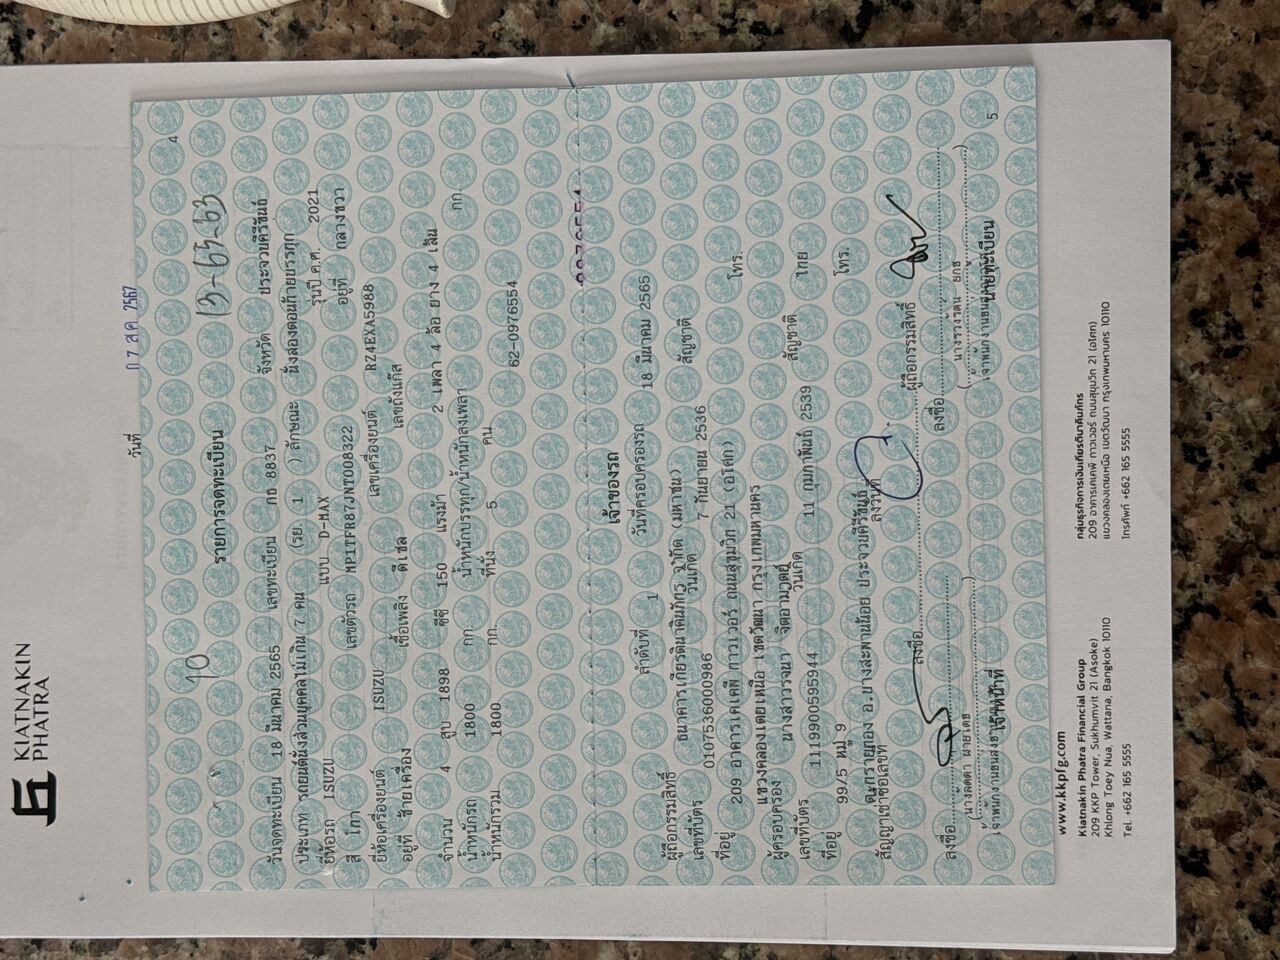 KIATNAKIN
PHATRA
วันที่ 07 สค 2567
4
10
13-65-63
รายการจดทะเบียน
วันจดทะเบียน 18 มีนาคม 2565 เลขทะเบียน กธ 8837 จังหวัด ประจวบคีรีขันธ์
ประเภท รถยนต์นั่งส่วนบุคคลไม่เกิน 7 คน (รย. 1 ) ลักษณะ นั่งสองตอนท้ายบรรทุก
ยี่ห้อรถ ISUZU แบบ D-MAX รุ่นปี ค.ศ. 2021
สี เทา เลขตัวรถ MP1TFR87JNT008322 อยู่ที่ กลางขวา
ยี่ห้อเครื่องยนต์ ISUZU เลขเครื่องยนต์ RZ4EXA5988
อยู่ที่ ซ้ายเครื่อง เชื้อเพลิง ดีเซล เลขถังแก๊ส
จำนวน 4 สูบ 1898 ซีซี 150 แรงม้า 2 เพลา 4 ล้อ ยาง 4 เส้น
น้ำหนักรถ 1800 กก. น้ำหนักบรรทุก/น้ำหนักลงเพลา กก.
น้ำหนักรวม 1800 กก. ที่นั่ง 5 คน
62-0976554
เจ้าของรถ
ลำดับที่ 1 วันที่ครอบครองรถ 18 มีนาคม 2565
ผู้ถือกรรมสิทธิ์ ธนาคารเกียรตินาคินภัทร จำกัด (มหาชน)
เลขที่บัตร 0107536000986 วันเกิด 7 กันยายน 2536 สัญชาติ
ที่อยู่ 209 อาคารเคเคพี ทาวเวอร์ ถนนสุขุมวิท 21 (อโศก) โทร.
แขวงคลองเตยเหนือ เขตวัฒนา กรุงเทพมหานคร
ผู้ครอบครอง นางสาววรจนา
เลขที่บัตร 1119900595944 วันเกิด 11 กุมภาพันธ์ 2539 สัญชาติ ไทย
ที่อยู่ 99/5 หมู่ 9 โทร.
ต.ทรายทอง อ.บางสะพานน้อย ประจวบคีรีขันธ์
สัญญาเช่าซื้อเลขที่ ลงวันที่ ผู้ถือกรรมสิทธิ์
ลงชื่อ ลงชื่อ ลงชื่อ
เจ้าหน้าที่ นายทะเบียน
5
www.kkpfg.com
Kiatnakin Phatra Financial Group
209 KKP Tower, Sukhumvit 21 (Asoke)
Khlong Toey Nua, Wattana, Bangkok 10110
Tel. +662 165 5555
กลุ่มธุรกิจการเงินเกียรตินาคินภัทร
209 อาคารเคเคพี ทาวเวอร์ ถนนสุขุมวิท 21 (อโศก)
แขวงคลองเตยเหนือ เขตวัฒนา กรุงเทพมหานคร 10110
โทรศัพท์ +662 165 5555